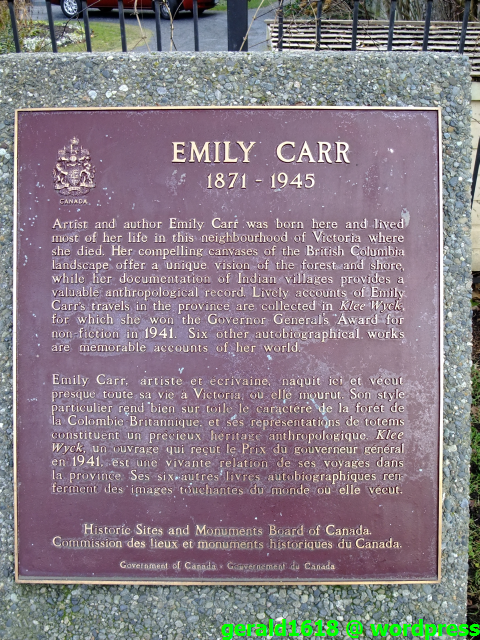 CANADA
EMILY CARR
1871 - 1945
Artist and author Emily Carr was born here and lived
most of her life in this neighbourhood of Victoria where
she died. Her compelling canvases of the British Columbia
landscape offer a unique vision of the forest and shore,
while her documentation of Indian villages provides a
valuable anthropological record. Lively accounts of Emily
Carr's travels in the province are collected in Klee Wyck,
for which she won the Governor General's Award for
non-fiction in 1941. Six other autobiographical works
are memorable accounts of her world.
Emily Carr, artiste et écrivaine, naquit ici et vécut
presque toute sa vie à Victoria, où elle mourut. Son style
particulier rend bien sur toile le caractère de la forêt de
la Colombie Britannique, et ses représentations de totems
constituent un précieux héritage anthropologique. Klee
Wyck, un ouvrage qui reçut le Prix du gouverneur général
en 1941, est une vivante relation de ses voyages dans
la province. Ses six autres livres autobiographiques ren-
ferment des images touchantes du monde où elle vécut.
Historic Sites and Monuments Board of Canada.
Commission des lieux et monuments historiques du Canada.
Government of Canada - Gouvernement du Canada
gerald1618 @ wordpress